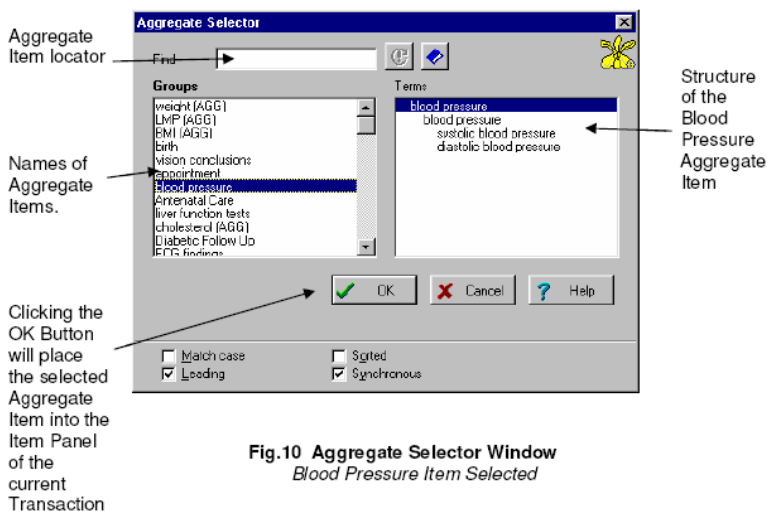 Aggregate Selector
Aggregate
Item locator
Find
Groups
Terms
weight (AGG)
LMP (AGG)
BMI (AGG)
birth
vision conclusions
appointment
blood pressure
Antenatal Care
liver function tests
cholesterol (AGG)
Diabetic Follow Up
ECG findings
blood pressure
blood pressure
systolic blood pressure
diastolic blood pressure
Structure
of the
Blood
Pressure
Aggregate
Item
Names of
Aggregate
Items.
OK
Cancel
Help
Clicking the
OK Button
will place
the selected
Aggregate
Item into the
Item Panel
of the
current
Transaction
Match case
Sorted
Leading
Synchronous
Fig.10 Aggregate Selector Window
Blood Pressure Item Selected